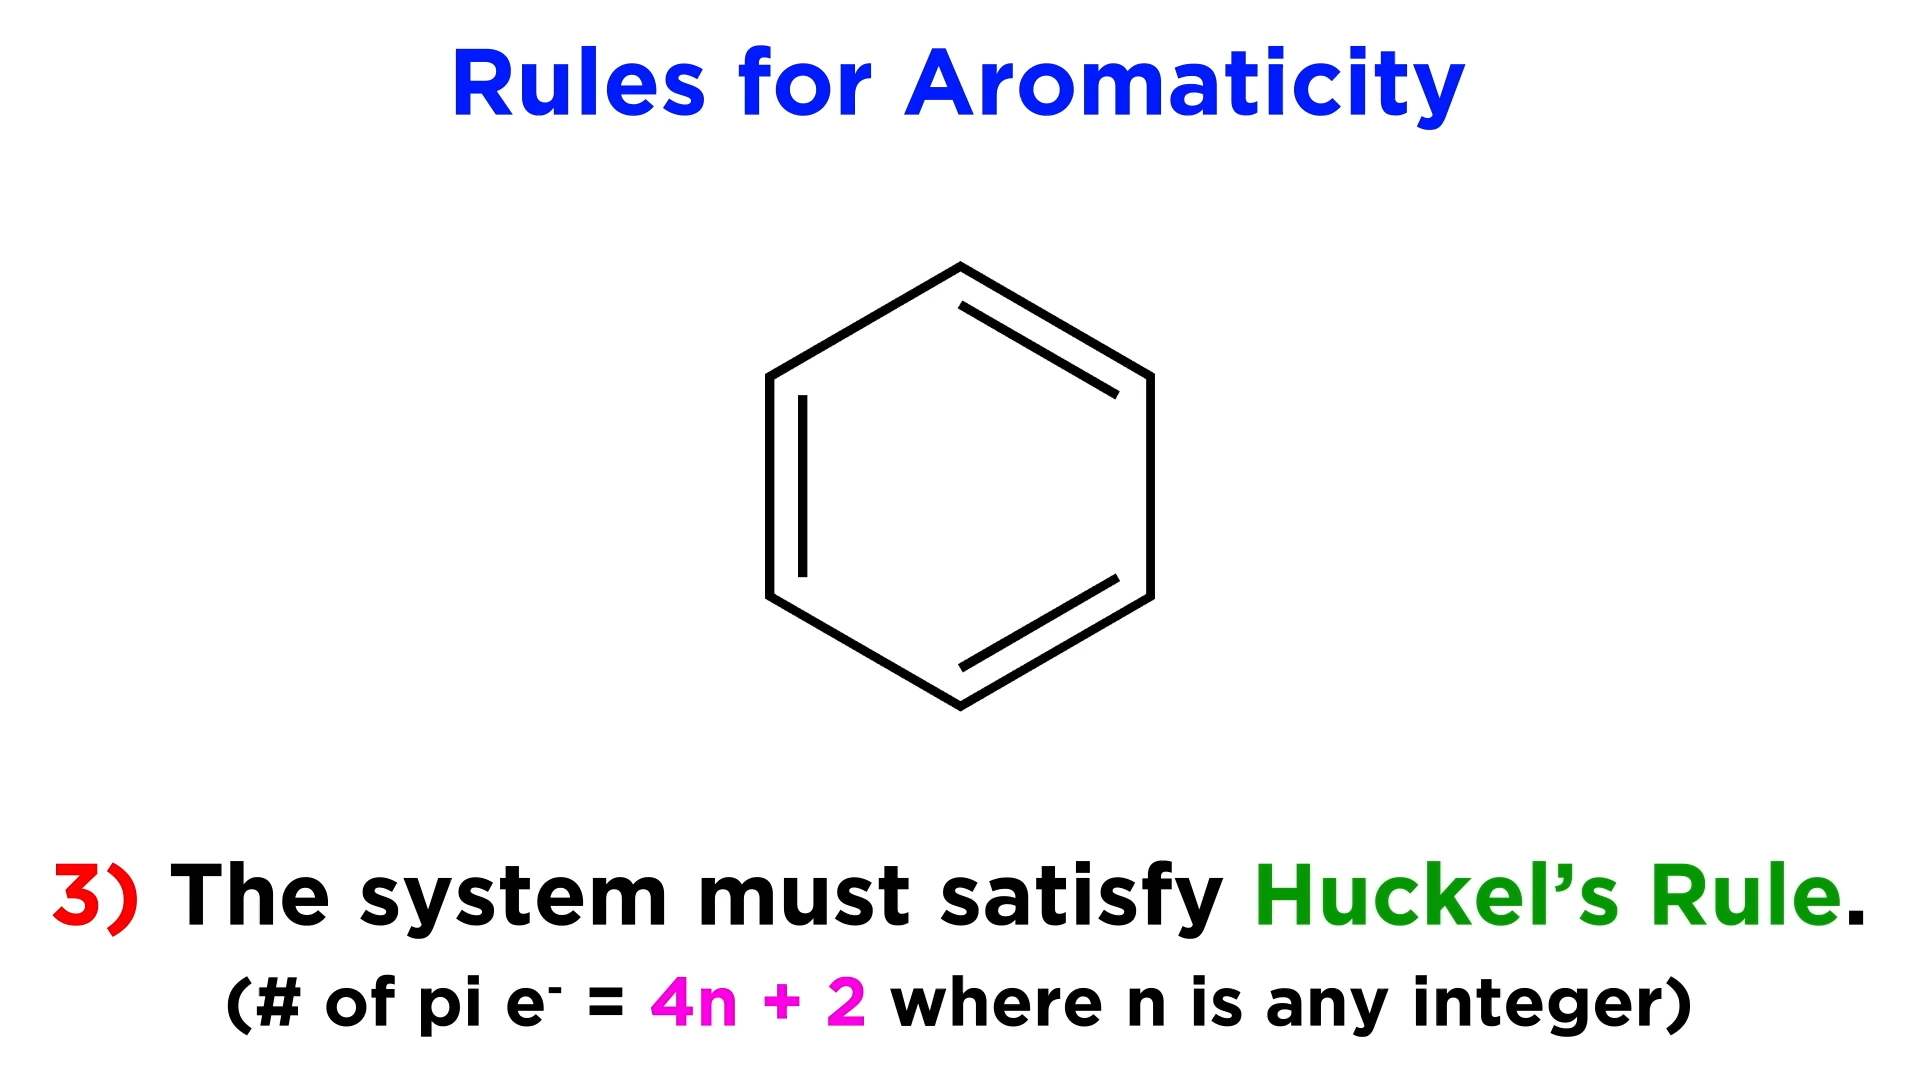 Rules for Aromaticity
3) The system must satisfy Huckel’s Rule.
(# of pi e⁻ = 4n + 2 where n is any integer)